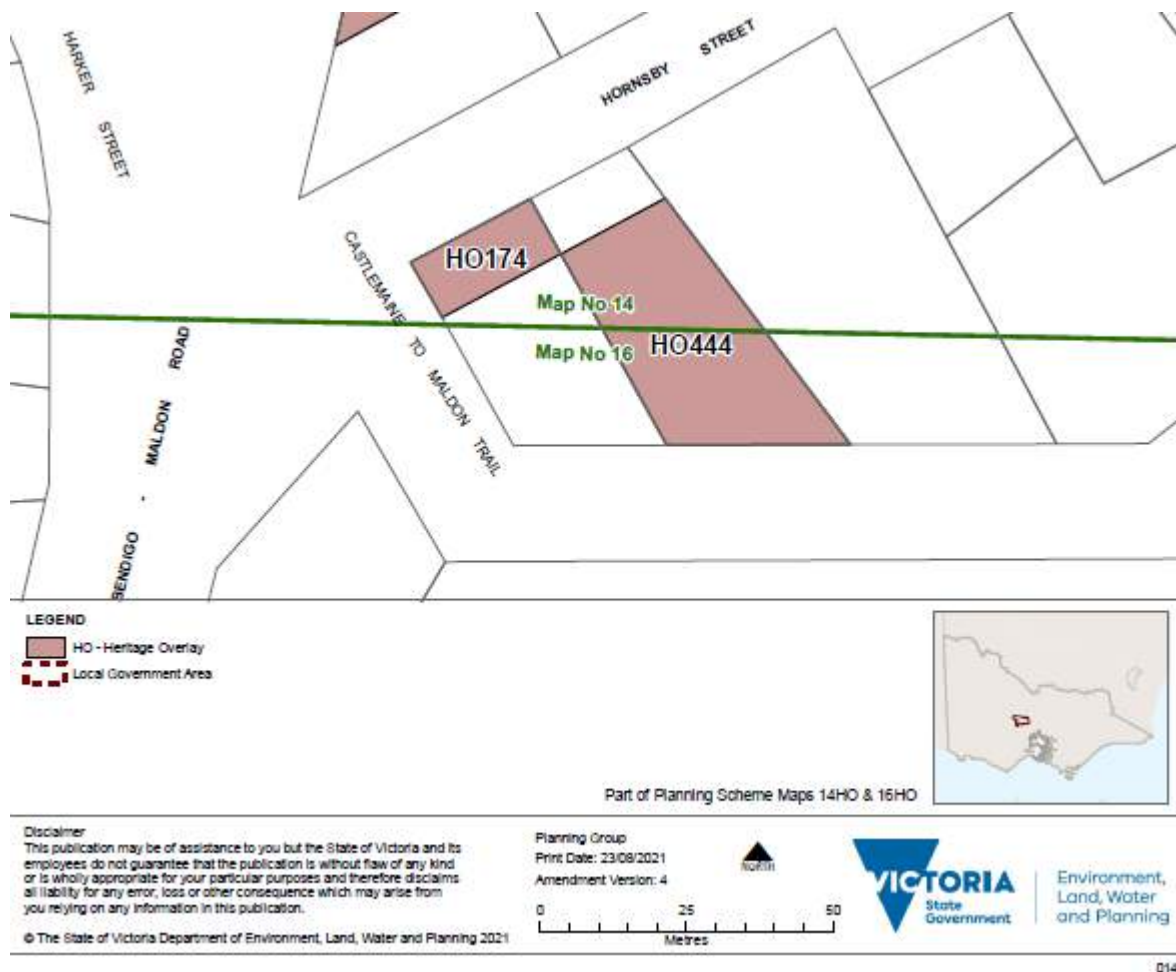 HARKER STREET
HORNSBY STREET
CASTLEMAINE TO MALDON TRAIL
HO174
Map No 14
Map No 16
HO444
BENDIGO - MALDON ROAD
LEGEND
HO - Heritage Overlay
Local Government Area
Part of Planning Scheme Maps 14HO & 16HO
Disclaimer
This publication may be of assistance to you but the State of Victoria and its
employees do not guarantee that the publication is without flaw of any kind
or is wholly appropriate for your particular purposes and therefore disclaims
all liability for any error, loss or other consequence which may arise from
you relying on any information in this publication.
© The State of Victoria Department of Environment, Land, Water and Planning 2021
Planning Group
Print Date: 23/08/2021
Amendment Version: 4
NORTH
0 25 50
Metres
VICTORIA
State
Government
Environment,
Land, Water
and Planning
014